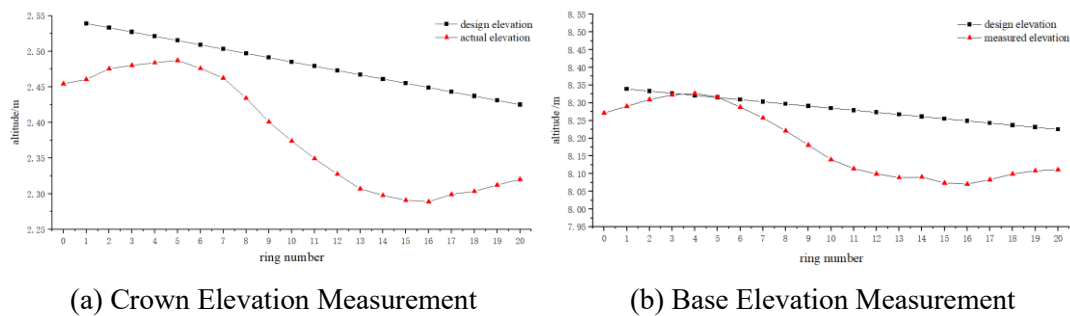 2.55
2.50
2.45
2.40
2.35
2.30
2.25
altitude/m
design elevation
actual elevation
0 1 2 3 4 5 6 7 8 9 10 11 12 13 14 15 16 17 18 19 20
ring number
(a) Crown Elevation Measurement
8.55
8.50
8.45
8.40
8.35
8.30
8.25
8.20
8.15
8.10
8.05
8.00
7.95
altitude /m
design elevation
measured elevation
0 1 2 3 4 5 6 7 8 9 10 11 12 13 14 15 16 17 18 19 20
ring number
(b) Base Elevation Measurement